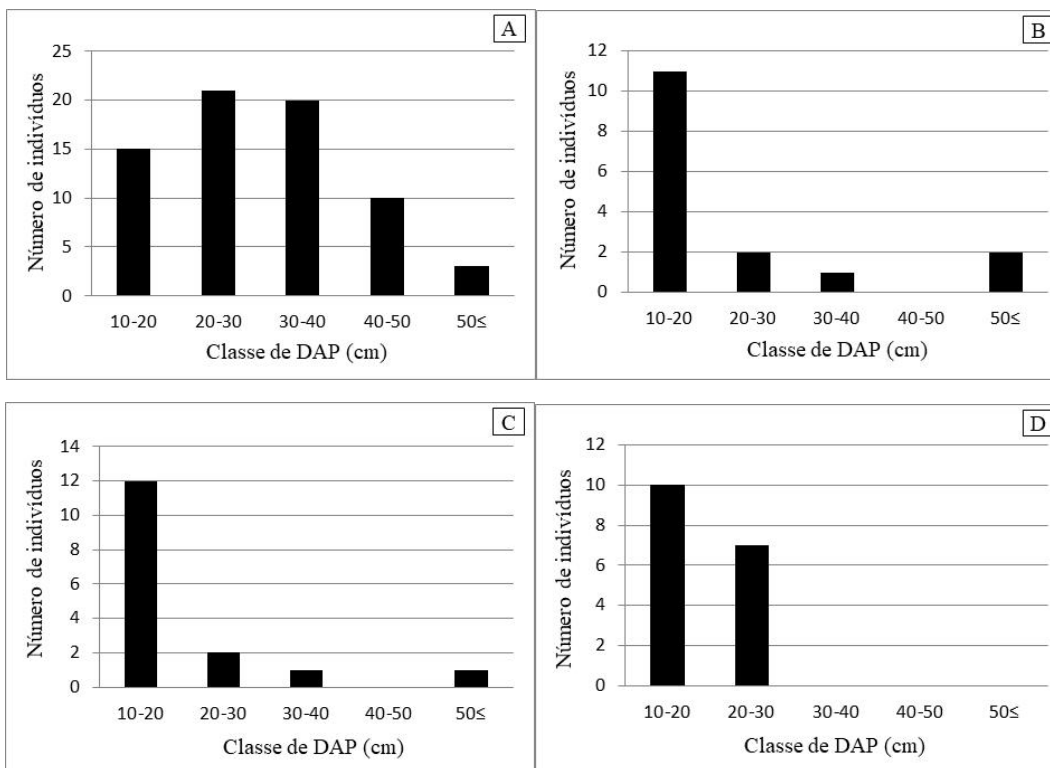 A
Número de indivíduos
25
20
15
10
5
0
10-20 20-30 30-40 40-50 50≤
Classe de DAP (cm)
B
Número de indivíduos
12
10
8
6
4
2
0
10-20 20-30 30-40 40-50 50≤
Classe de DAP (cm)
C
Número de indivíduos
14
12
10
8
6
4
2
0
10-20 20-30 30-40 40-50 50≤
Classe de DAP (cm)
D
Número de indivíduos
12
10
8
6
4
2
0
10-20 20-30 30-40 40-50 50≤
Classe de DAP (cm)